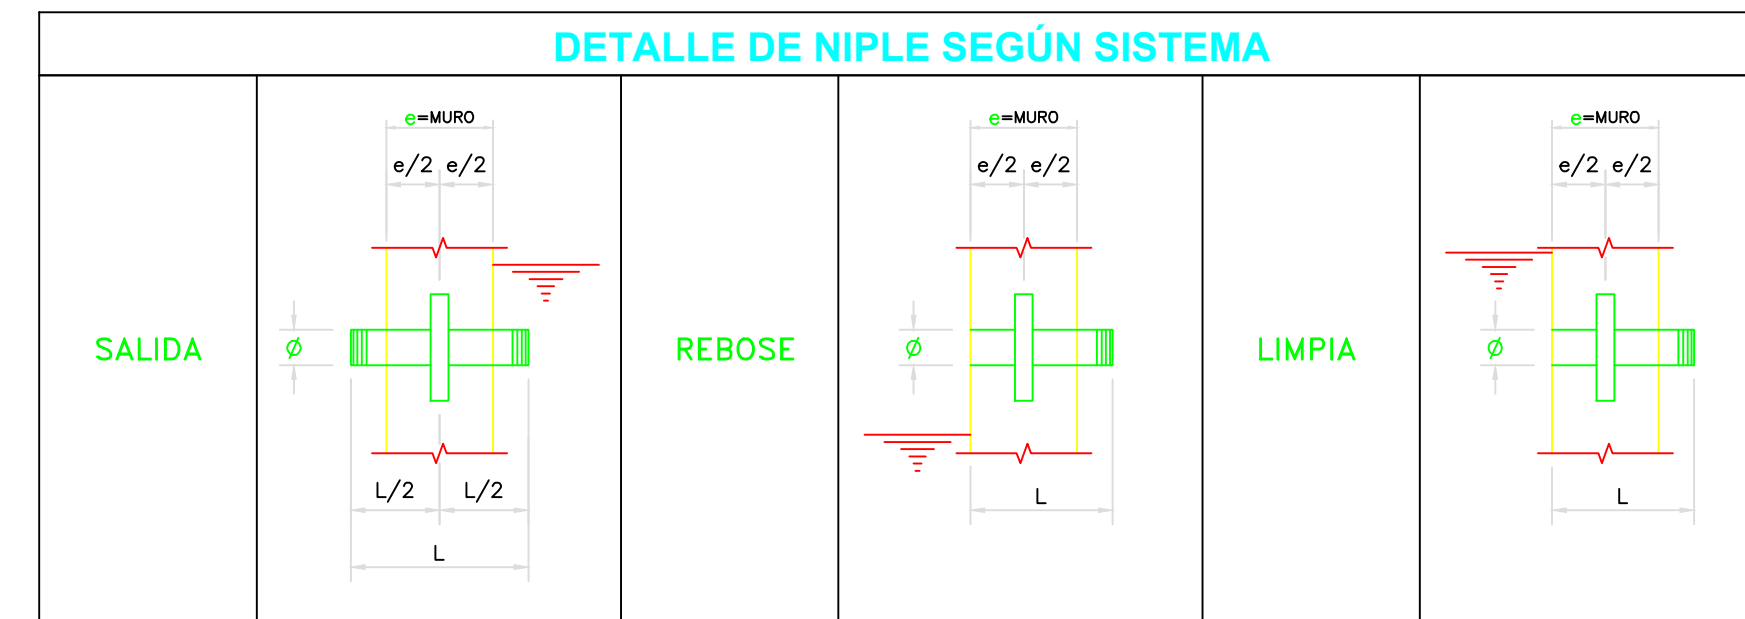 DETALLE DE NIPLE SEGÚN SISTEMA
SALIDA
e=MURO
e/2 e/2
Ø
L/2 L/2
L
REBOSE
e=MURO
e/2 e/2
Ø
L
LIMPIA
e=MURO
e/2 e/2
Ø
L